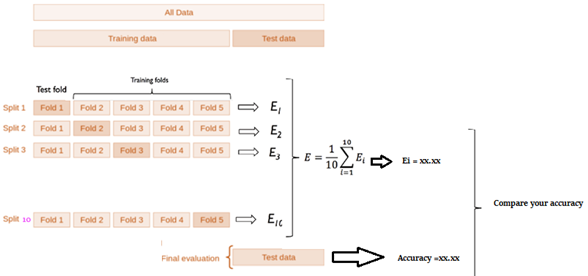 All Data
Training data Test data
Test fold Training folds
Split 1 Fold 1 Fold 2 Fold 3 Fold 4 Fold 5 E1
Split 2 Fold 1 Fold 2 Fold 3 Fold 4 Fold 5 E2
Split 3 Fold 1 Fold 2 Fold 3 Fold 4 Fold 5 E3
E = 1/10 10∑i=1 Ei Ei = xx.xx
Compare your accuracy
Split 10 Fold 1 Fold 2 Fold 3 Fold 4 Fold 5 E10
Final evaluation Test data Accuracy =xx.xx